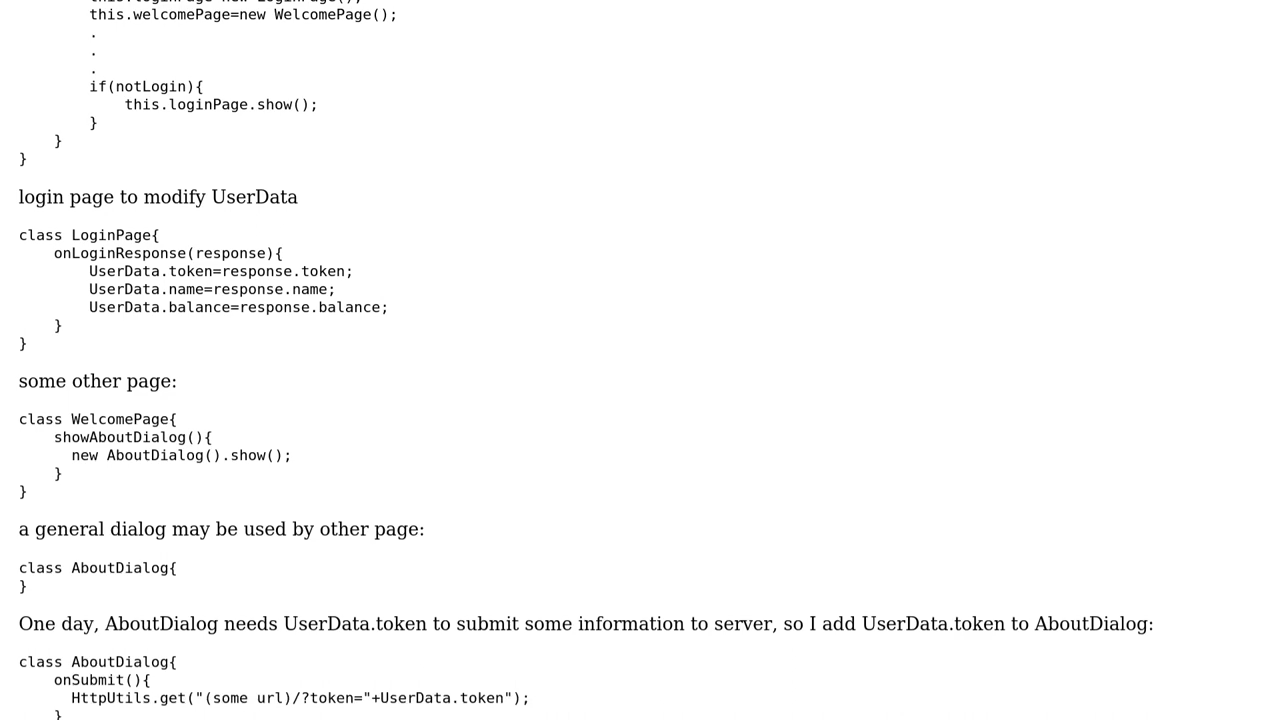 this.loginPage=new LoginPage();
this.welcomePage=new WelcomePage();
.
.
.
if(notLogin){
this.loginPage.show();
}
}
}
login page to modify UserData
class LoginPage{
onLoginResponse(response){
UserData.token=response.token;
UserData.name=response.name;
UserData.balance=response.balance;
}
}
some other page:
class WelcomePage{
showAboutDialog(){
new AboutDialog().show();
}
}
a general dialog may be used by other page:
class AboutDialog{
}
One day, AboutDialog needs UserData.token to submit some information to server, so I add UserData.token to AboutDialog:
class AboutDialog{
onSubmit(){
HttpUtils.get("(some url)/?token="+UserData.token");
}